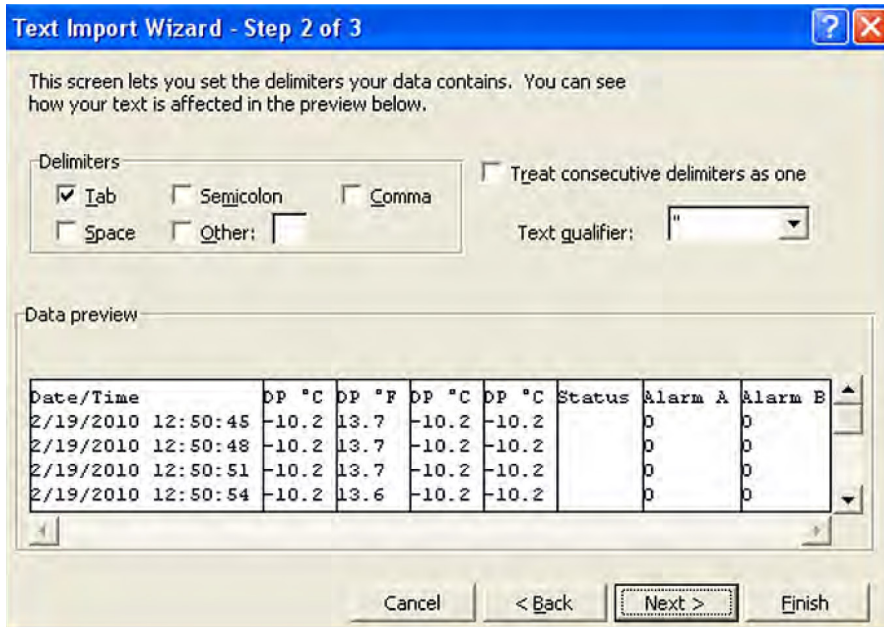 Text Import Wizard - Step 2 of 3
This screen lets you set the delimiters your data contains.  You can see
how your text is affected in the preview below.
Delimiters
Tab Semicolon Comma
Space Other:
Treat consecutive delimiters as one
Text qualifier: "
Data preview
Date/Time DP °C DP °F DP °C DP °C Status Alarm A Alarm B
2/19/2010 12:50:45 -10.2 13.7 -10.2 -10.2 0 0
2/19/2010 12:50:48 -10.2 13.7 -10.2 -10.2 0 0
2/19/2010 12:50:51 -10.2 13.7 -10.2 -10.2 0 0
2/19/2010 12:50:54 -10.2 13.6 -10.2 -10.2 0 0
Cancel < Back Next > Finish